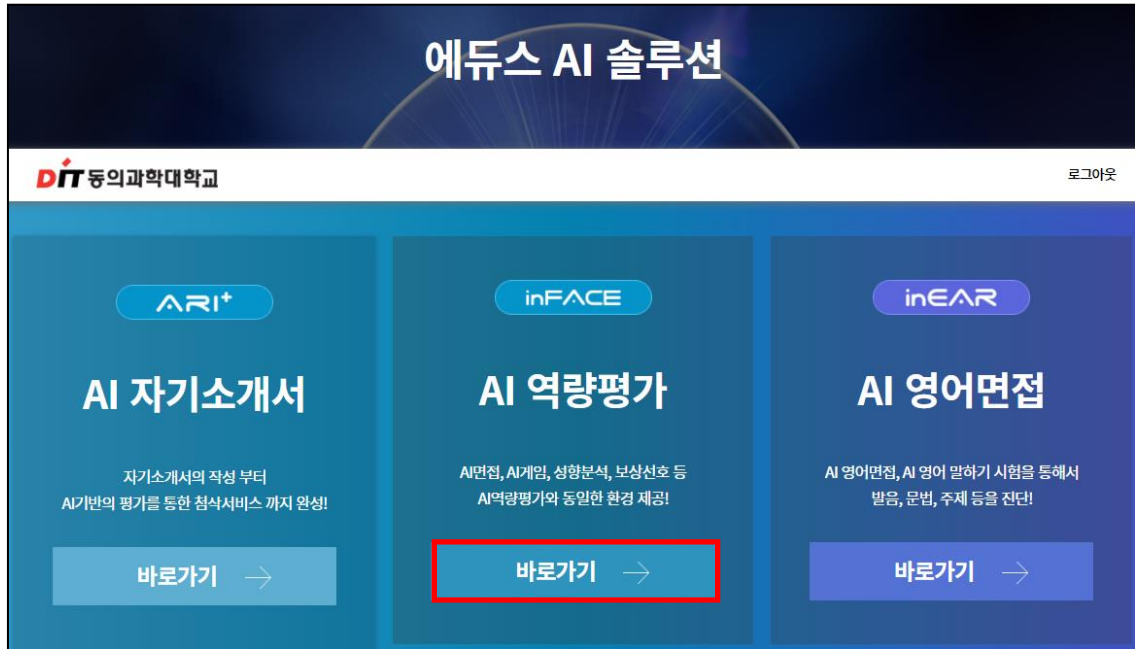 에듀스 AI 솔루션
DIT 동의과학대학교
로그아웃
ARI+
AI 자기소개서
자기소개서의 작성 부터
AI기반의 평가를 통한 첨삭서비스 까지 완성!
바로가기 →
inFACE
AI 역량평가
AI면접, AI게임, 성향분석, 보상선호 등
AI역량평가와 동일한 환경 제공!
바로가기 →
inEAR
AI 영어면접
AI 영어면접, AI 영어 말하기 시험을 통해서
발음, 문법, 주제 등을 진단!
바로가기 →